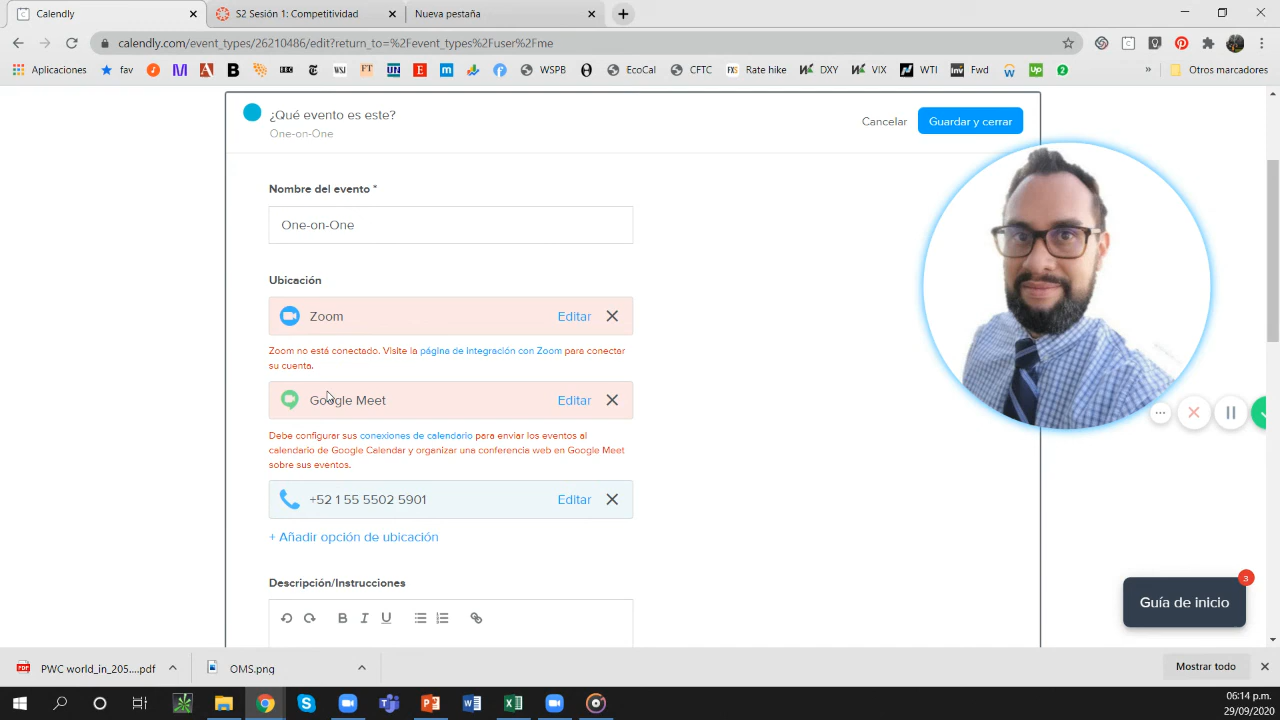 Calendly
S2 Sesión 1: Competitividad
Nueva pestaña
calendly.com/event_types/26210486/edit?return_to=%2Fevent_types%2Fuser%2Fme
Aplicaciones
fav
WSPB
EcoCal
CFTC
Rate hike
DXY
VIX
WTI
Fwd
Otros marcadores
¿Qué evento es este?
One-on-One
Cancelar
Guardar y cerrar
Nombre del evento *
One-on-One
Ubicación
Zoom Editar
Zoom no está conectado. Visite la página de integración con Zoom para conectar
su cuenta.
Google Meet Editar
Debe configurar sus conexiones de calendario para enviar los eventos al
calendario de Google Calendar y organizar una conferencia web en Google Meet
sobre sus eventos.
+52 1 55 5502 5901 Editar
+ Añadir opción de ubicación
Descripción/Instrucciones
B I U
3
Guía de inicio
PWC world_in_205....pdf
OMS.png
Mostrar todo
06:14 p.m.
29/09/2020